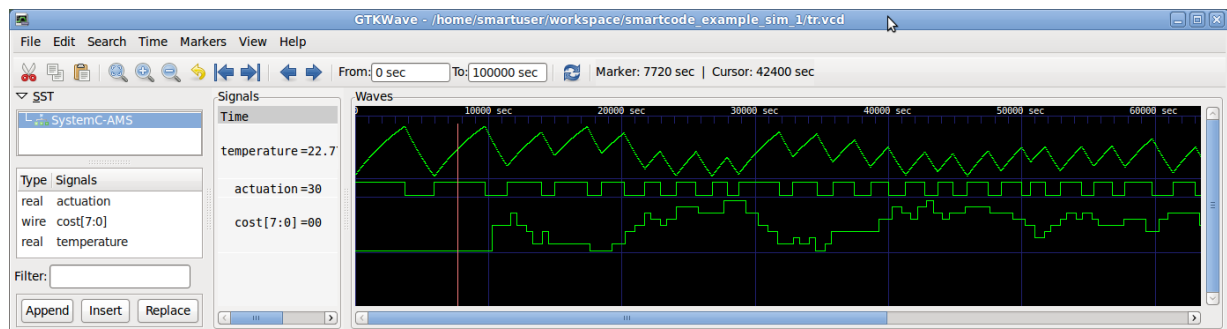 GTKWave - /home/smartuser/workspace/smartcode_example_sim_1/tr.vcd
File Edit Search Time Markers View Help
From: 0 sec To: 100000 sec Marker: 7720 sec | Cursor: 42400 sec
SST
SystemC-AMS
Type Signals
real actuation
wire cost[7:0]
real temperature
Filter:
Append Insert Replace
Signals
Time
temperature=22.7
actuation=30
cost[7:0]=00
Waves
10000 sec 20000 sec 30000 sec 40000 sec 50000 sec 60000 sec